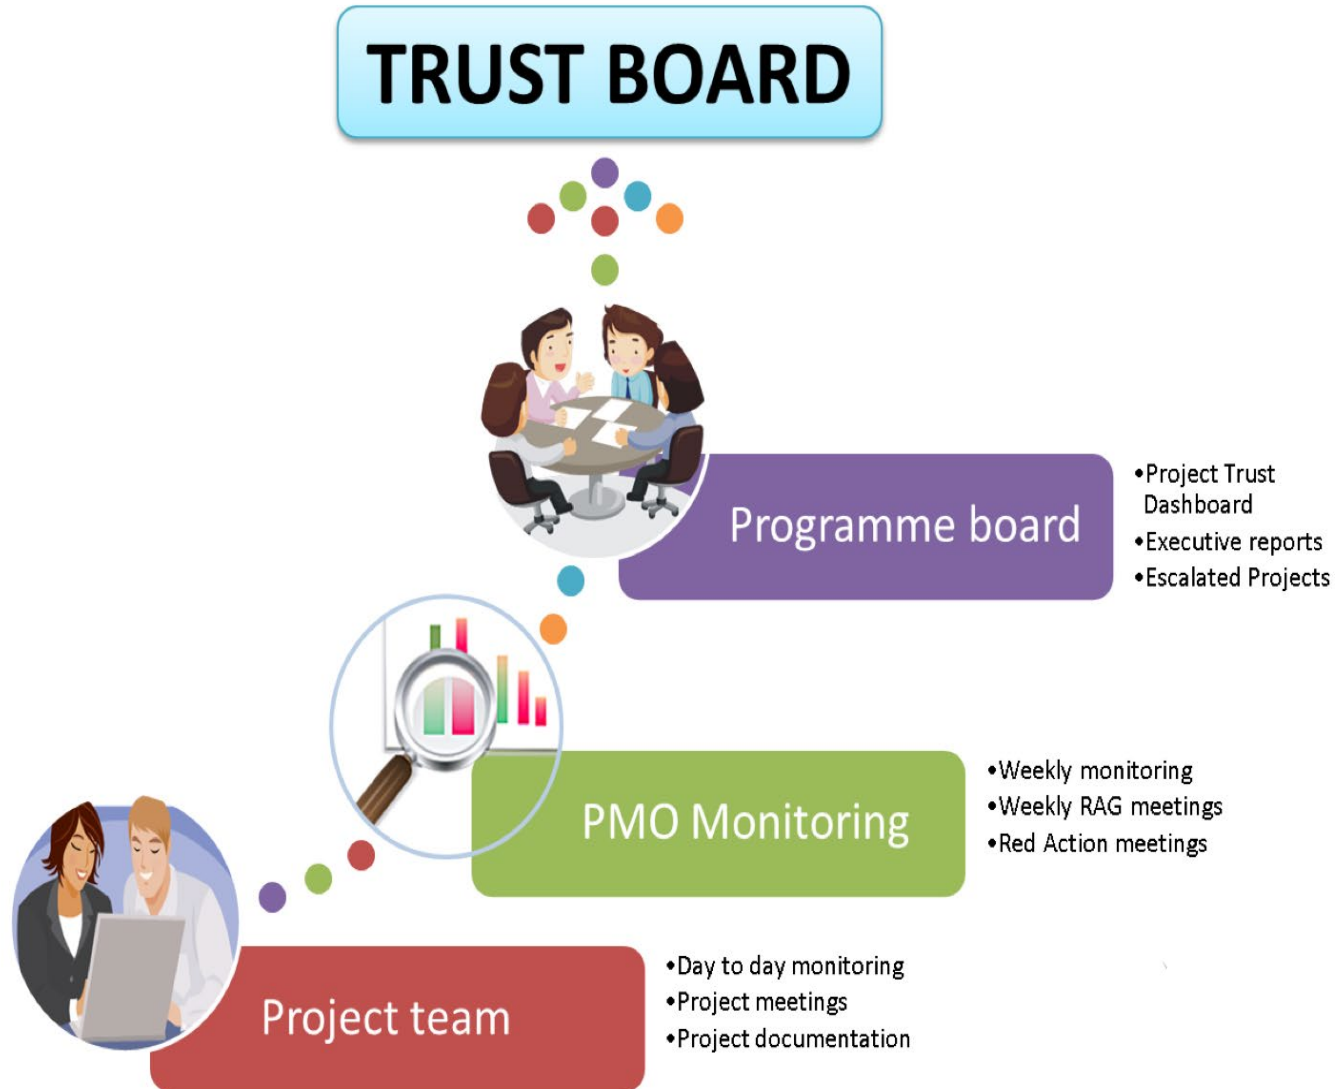 TRUST BOARD
Programme board
•Project Trust
Dashboard
•Executive reports
•Escalated Projects
PMO Monitoring
•Weekly monitoring
•Weekly RAG meetings
•Red Action meetings
Project team
•Day to day monitoring
•Project meetings
•Project documentation